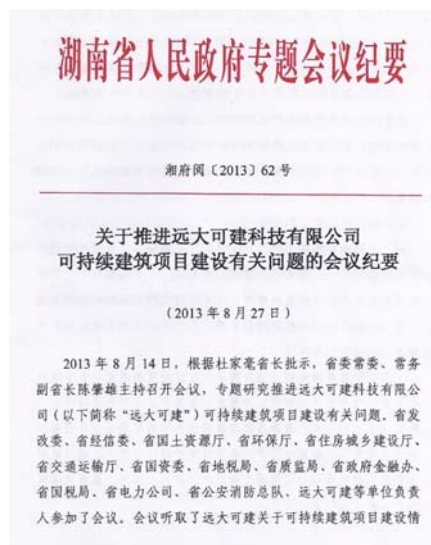 湖南省人民政府专题会议纪要
湘府阅〔2013〕62号
关于推进远大可建科技有限公司
可持续建筑项目建设有关问题的会议纪要
（2013年8月27日）
2013年8月14日，根据杜家毫省长批示，省委常委、常务
副省长陈肇雄主持召开会议，专题研究推进远大可建科技有限公
司（以下简称“远大可建”）可持续建筑项目建设有关问题。省发
改委、省经信委、省国土资源厅、省环保厅、省住房城乡建设厅、
省交通运输厅、省国资委、省地税局、省质监局、省政府金融办、
省国税局、省电力公司、省公安消防总队、远大可建等单位负责
人参加了会议。会议听取了远大可建关于可持续建筑项目建设情